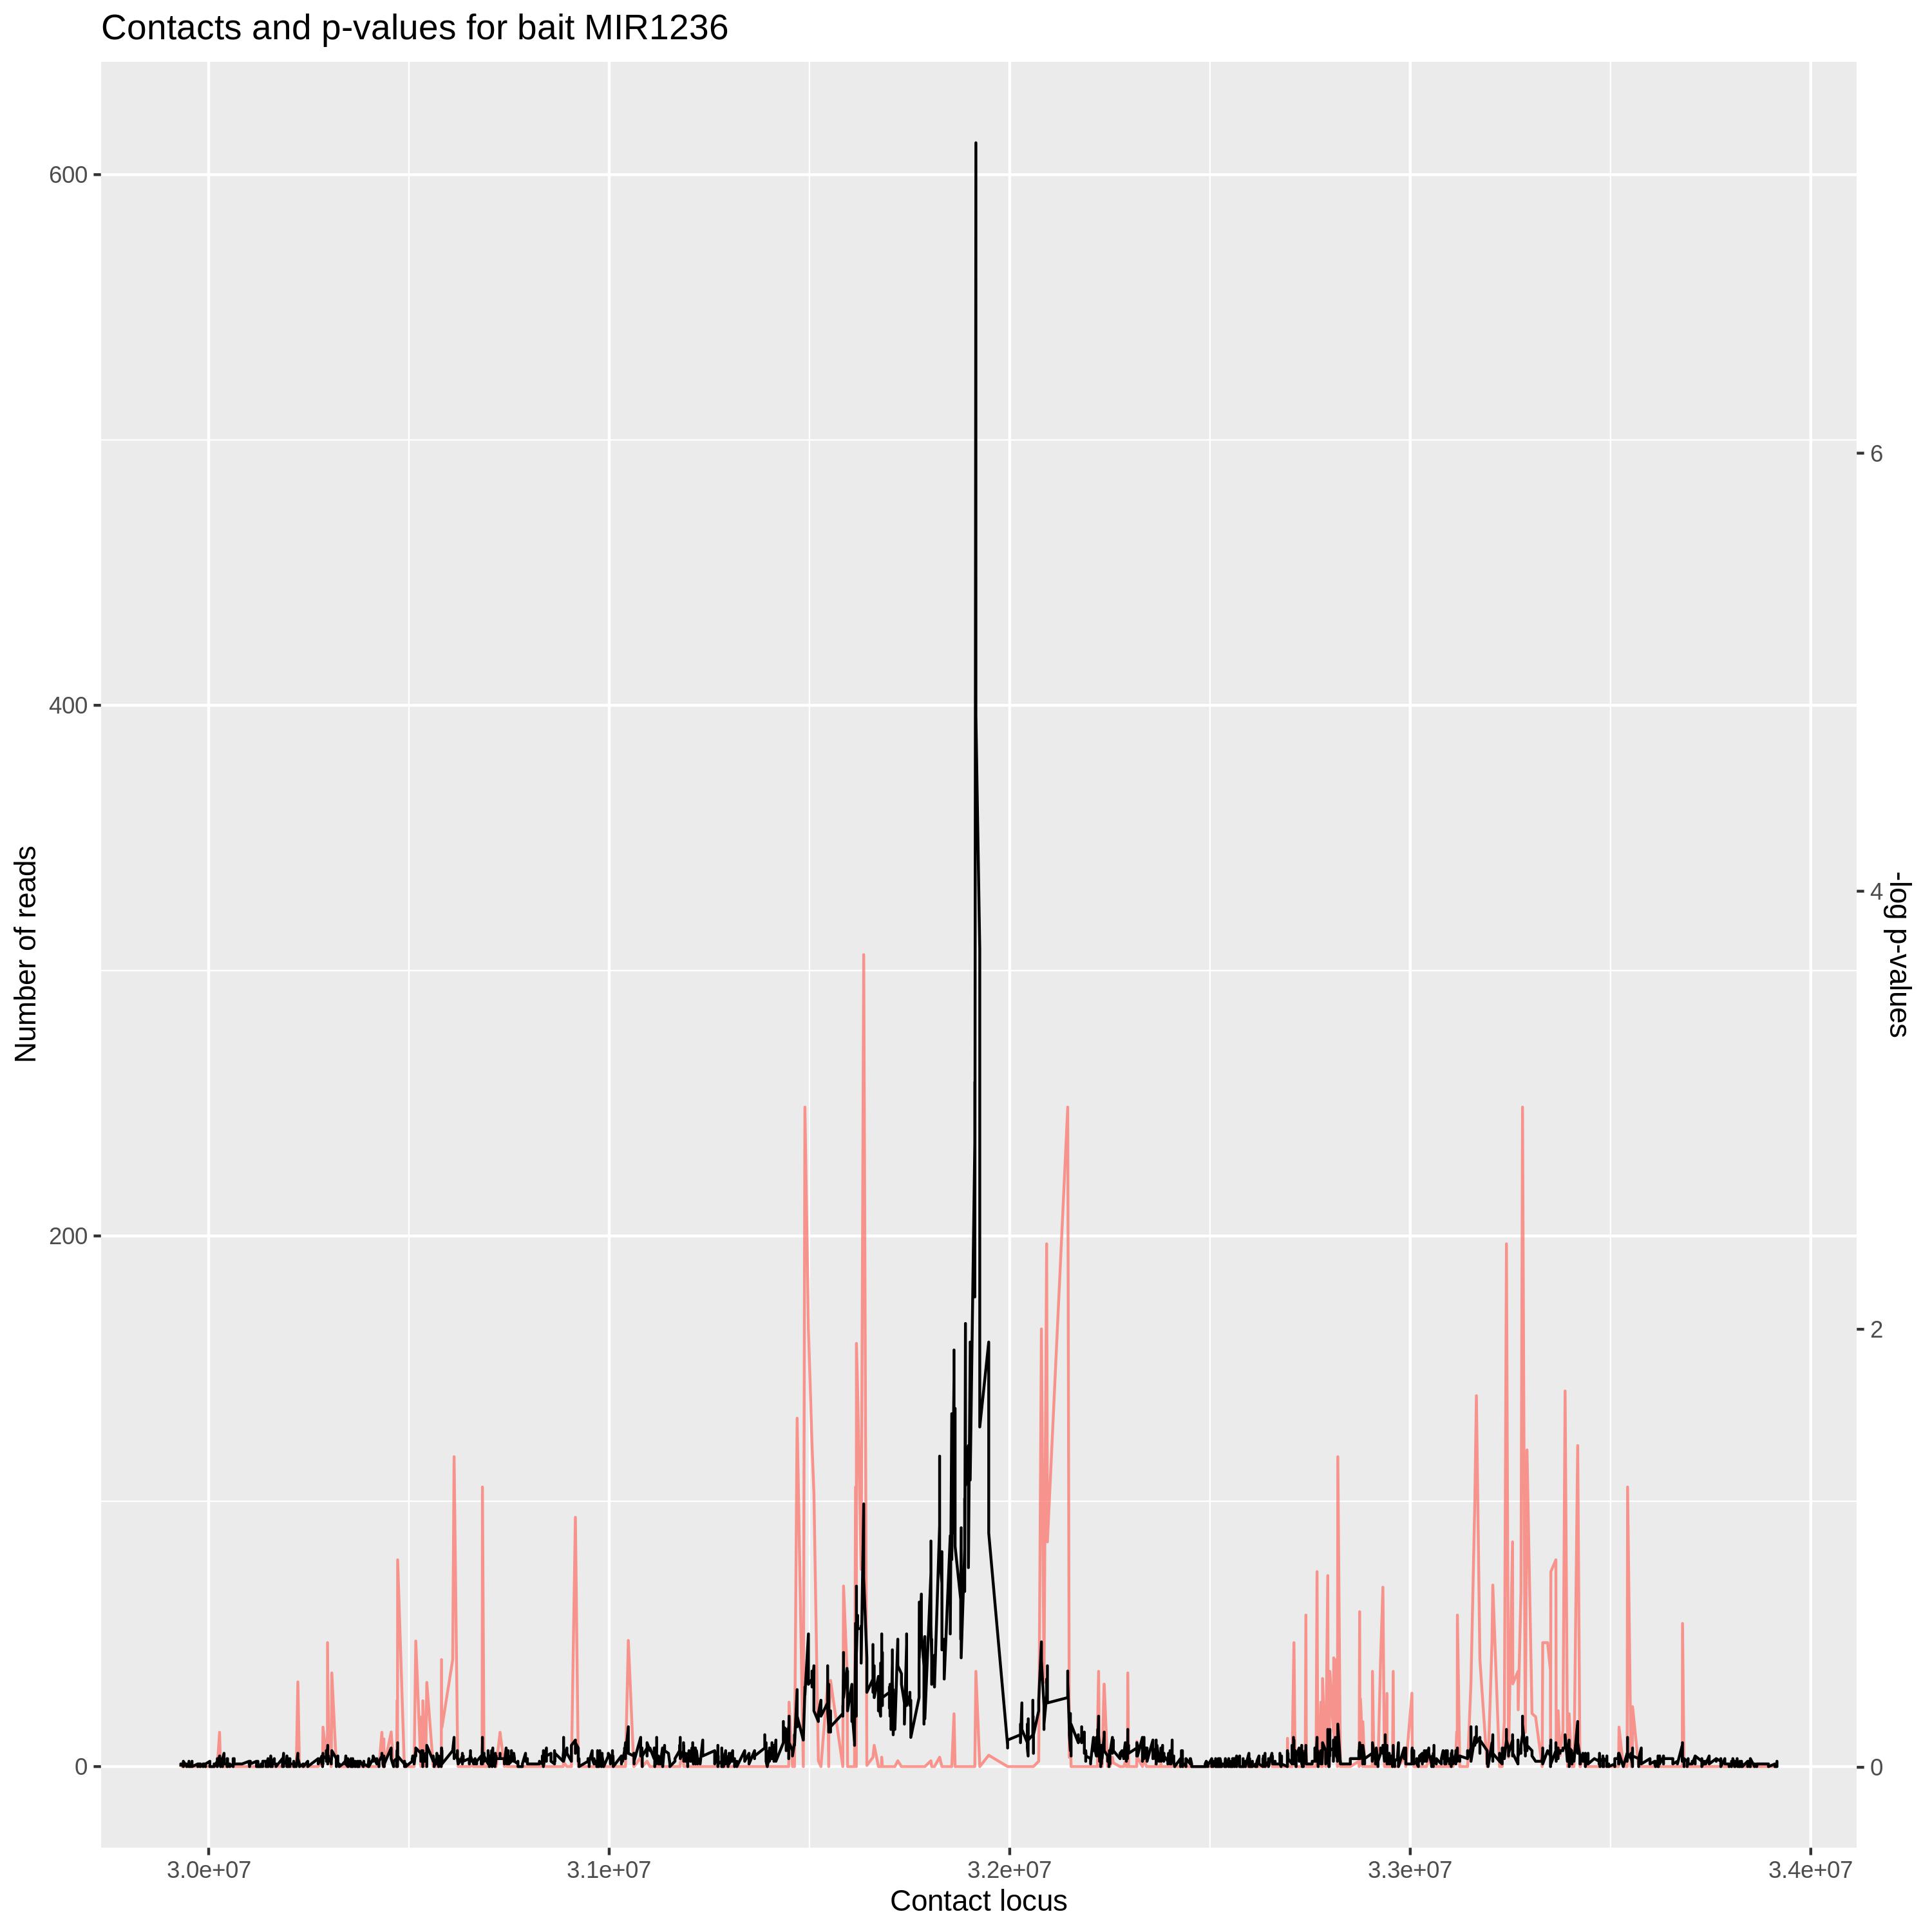 Contacts and p-values for bait MIR1236
600
400
200
0
Number of reads
6
4
2
0
-log p-values
3.0e+07
3.1e+07
3.2e+07
3.3e+07
3.4e+07
Contact locus